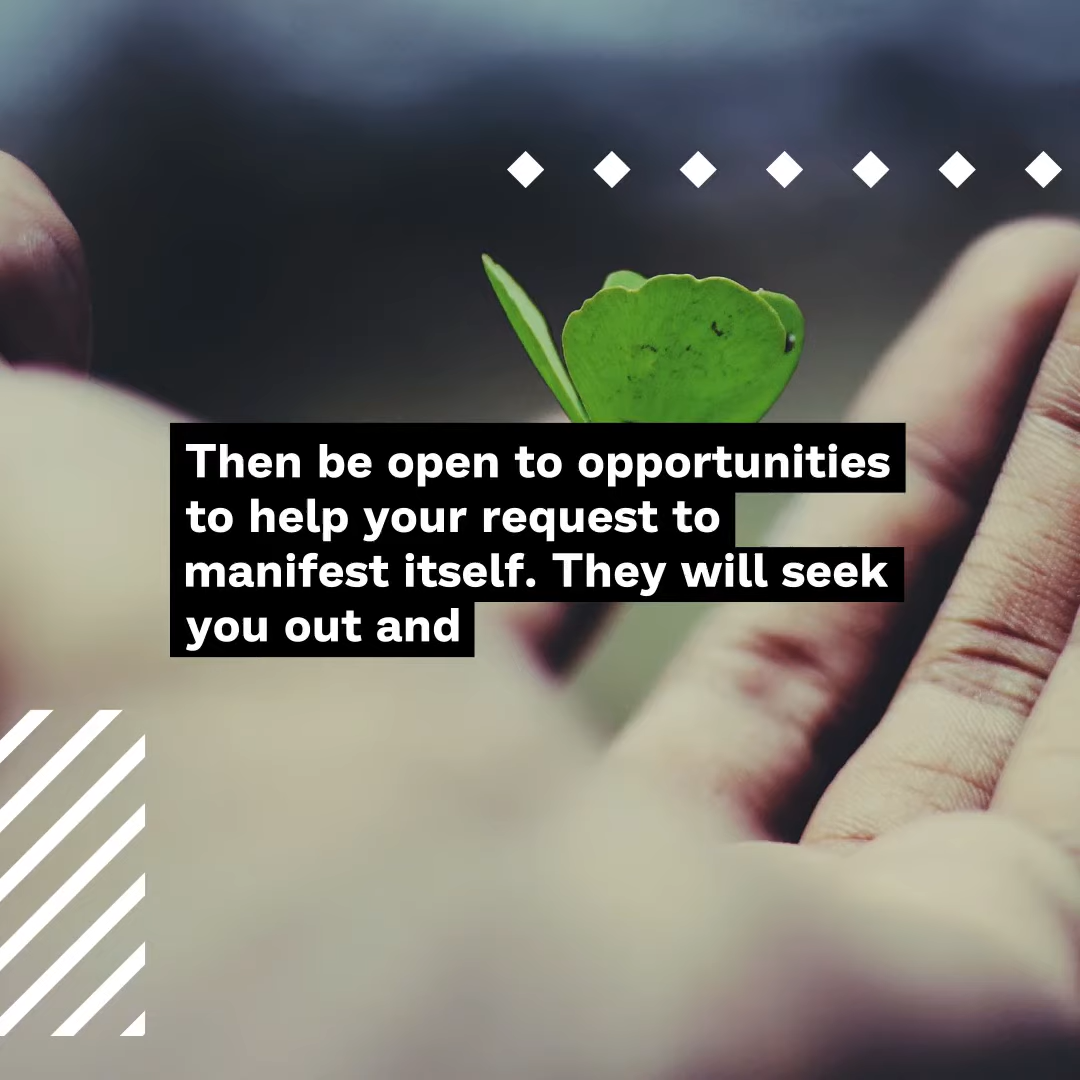 Then be open to opportunities
to help your request to
manifest itself. They will seek
you out and